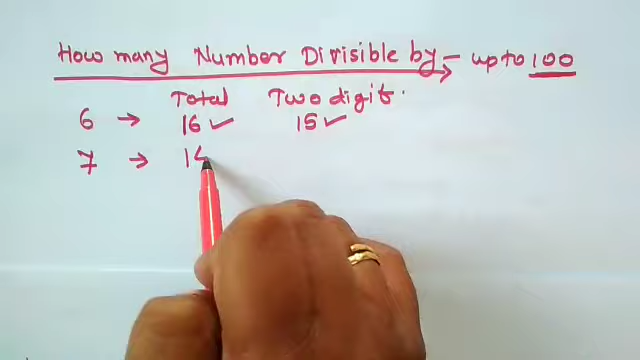 How many Number Divisible by - upto 100
Total Two digit.
6 → 16 ✓ 15 ✓
7 → 14